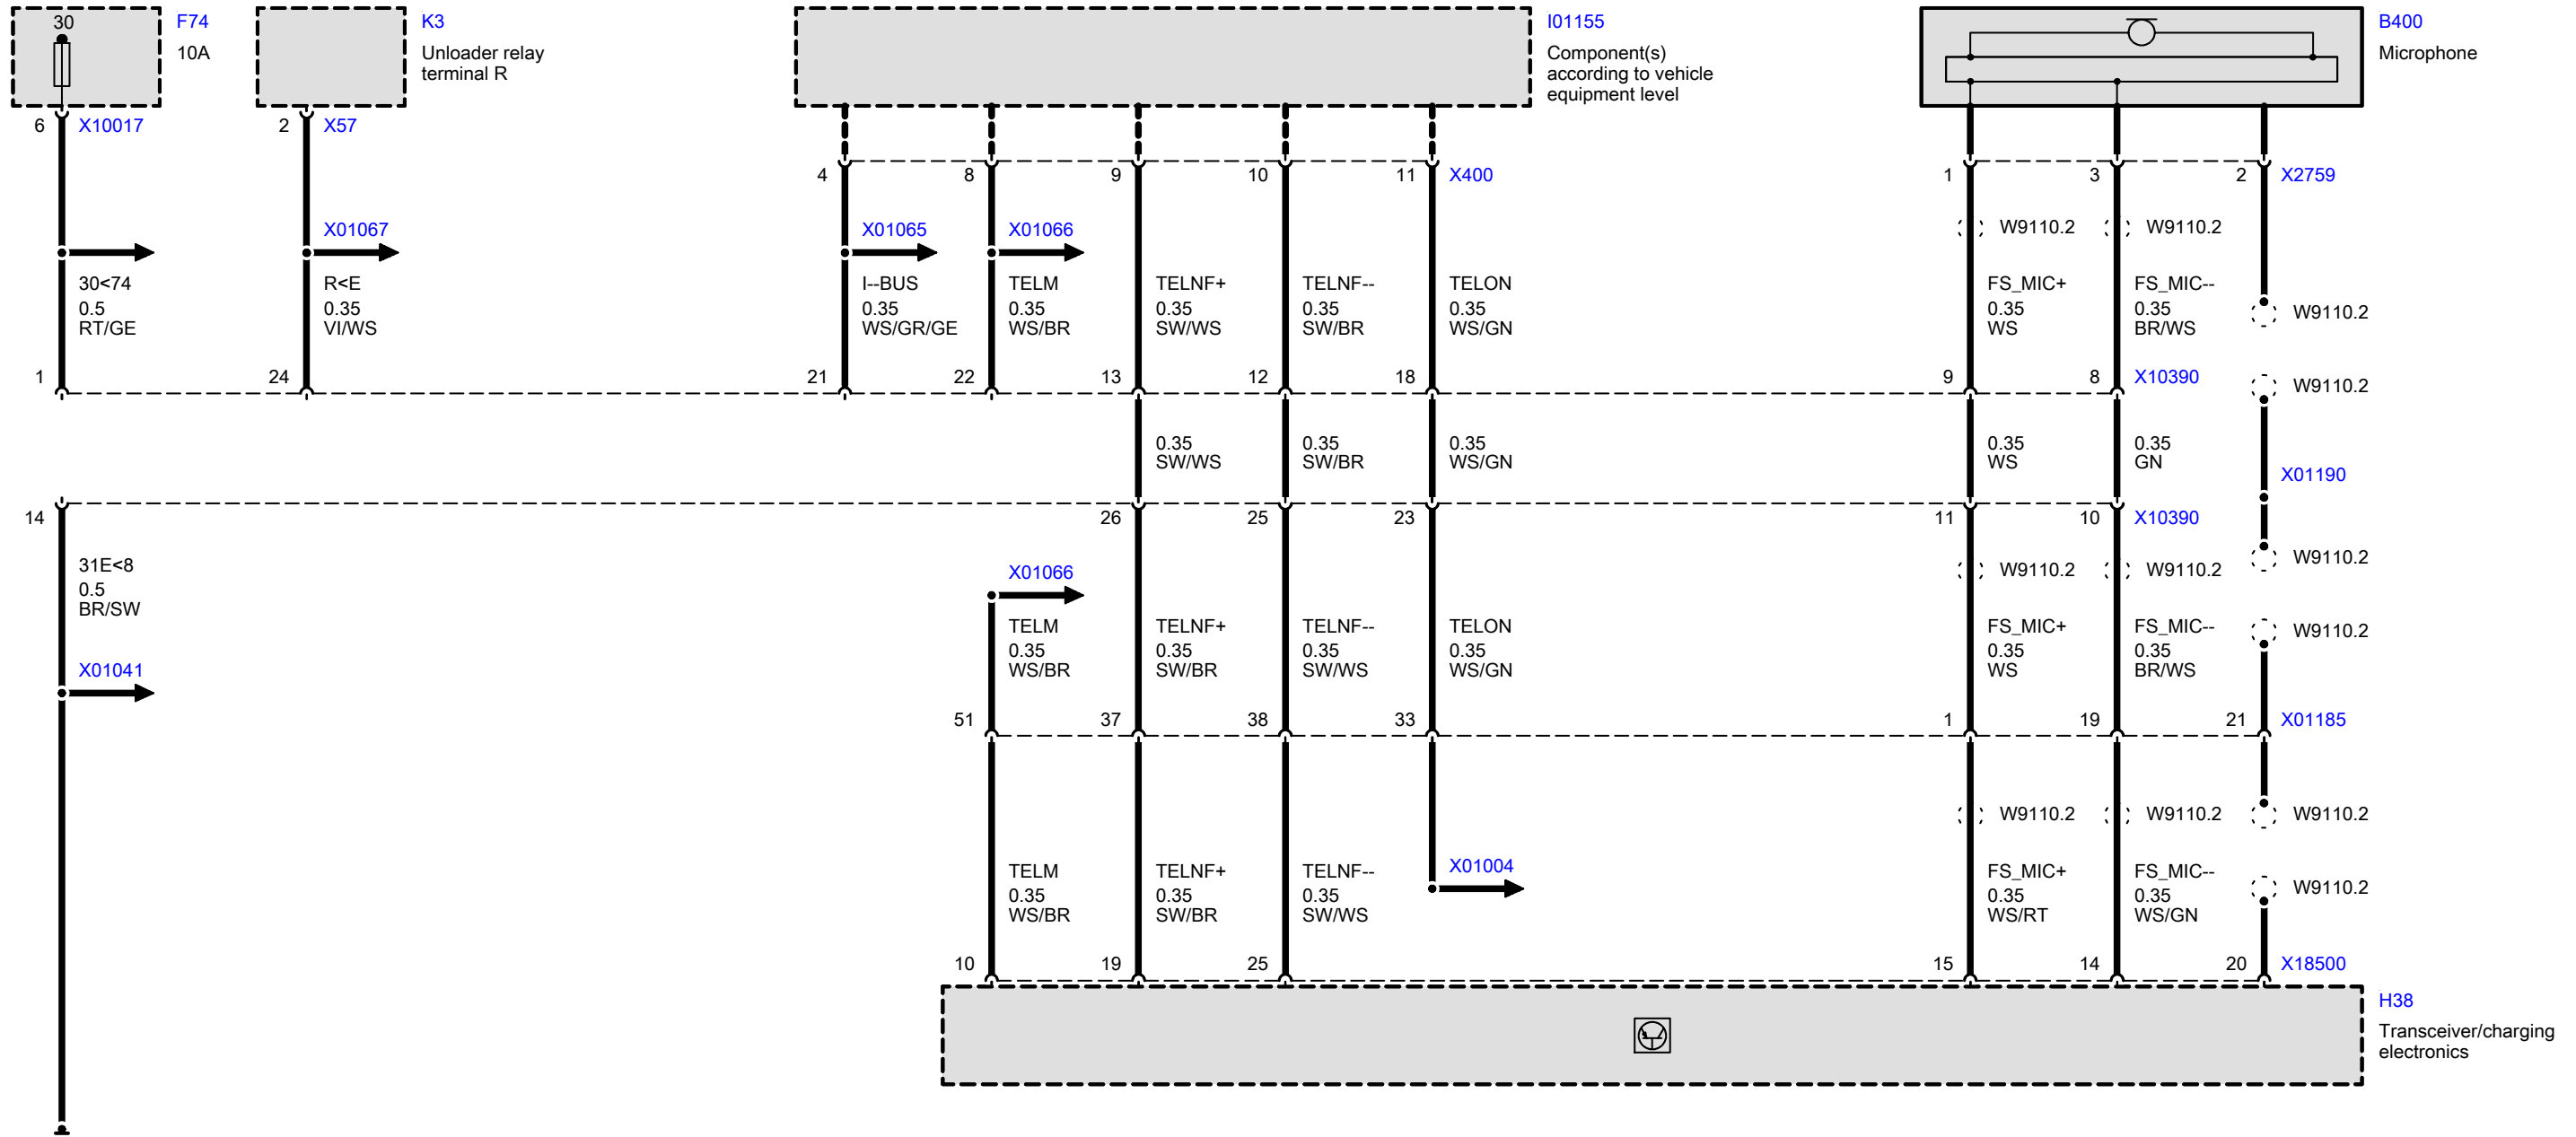 30
F74
10A
K3
Unloader relay
terminal R
I01155
Component(s)
according to vehicle
equipment level
B400
Microphone
6 X10017
2 X57
4 8 9 10 11 X400
1 3 2 X2759
W9110.2 W9110.2
X01067 X01065 X01066
30<74
0.5
RT/GE
R<E
0.35
VI/WS
I--BUS
0.35
WS/GR/GE
TELM
0.35
WS/BR
TELNF+
0.35
SW/WS
TELNF--
0.35
SW/BR
TELON
0.35
WS/GN
FS_MIC+
0.35
WS
FS_MIC--
0.35
BR/WS
W9110.2
1 24 21 22 13 12 18 9 8 X10390
W9110.2
0.35
SW/WS
0.35
SW/BR
0.35
WS/GN
0.35
WS
0.35
GN
X01190
14 26 25 23 11 10 X10390
W9110.2 W9110.2 W9110.2
31E<8
0.5
BR/SW
X01066
TELM
0.35
WS/BR
TELNF+
0.35
SW/BR
TELNF--
0.35
SW/WS
TELON
0.35
WS/GN
FS_MIC+
0.35
WS
FS_MIC--
0.35
BR/WS
W9110.2
X01041
51 37 38 33 1 19 21 X01185
W9110.2 W9110.2 W9110.2
TELM
0.35
WS/BR
TELNF+
0.35
SW/BR
TELNF--
0.35
SW/WS
X01004
FS_MIC+
0.35
WS/RT
FS_MIC--
0.35
WS/GN
W9110.2
10 19 25 15 14 20 X18500
H38
Transceiver/charging
electronics